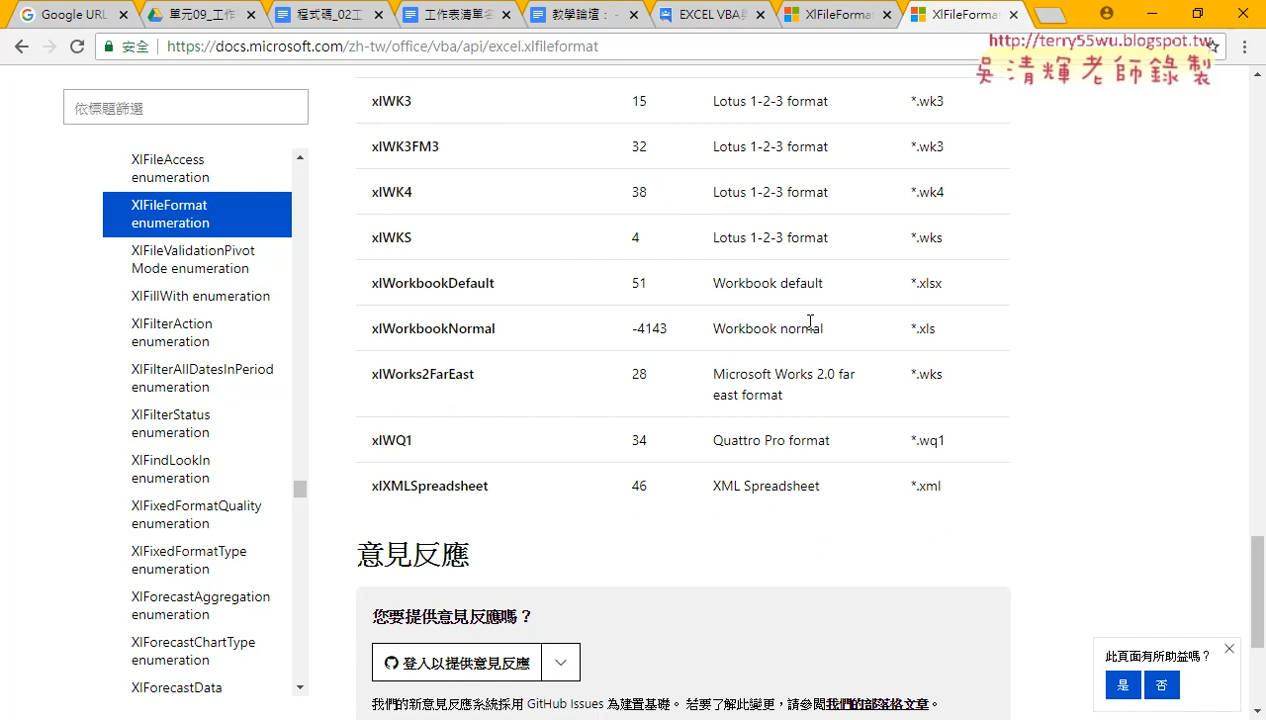 Google URL
單元09_工作
程式碼_02工
工作表清單名
教學論壇：-
EXCEL VBA與
XlFileFormat
XlFileFormat
安全 https://docs.microsoft.com/zh-tw/office/vba/api/excel.xlfileformat
http://terry55wu.blogspot.tw
吳清輝老師錄製
依標題篩選
XlFileAccess
enumeration
XlFileFormat
enumeration
XlFileValidationPivot
Mode enumeration
XlFillWith enumeration
XlFilterAction
enumeration
XlFilterAllDatesInPeriod
enumeration
XlFilterStatus
enumeration
XlFindLookIn
enumeration
XlFixedFormatQuality
enumeration
XlFixedFormatType
enumeration
XlForecastAggregation
enumeration
XlForecastChartType
enumeration
XlForecastData
xlWK3 15 Lotus 1-2-3 format *.wk3
xlWK3FM3 32 Lotus 1-2-3 format *.wk3
xlWK4 38 Lotus 1-2-3 format *.wk4
xlWKS 4 Lotus 1-2-3 format *.wks
xlWorkbookDefault 51 Workbook default *.xlsx
xlWorkbookNormal -4143 Workbook normal *.xls
xlWorks2FarEast 28 Microsoft Works 2.0 far *.wks
east format
xlWQ1 34 Quattro Pro format *.wq1
xlXMLSpreadsheet 46 XML Spreadsheet *.xml
意見反應
您要提供意見反應嗎？
登入以提供意見反應
我們的新意見反應系統採用 GitHub Issues 為建置基礎。 若要了解此變更，請參閱我們的部落格文章。
此頁面有所助益嗎？
是 否